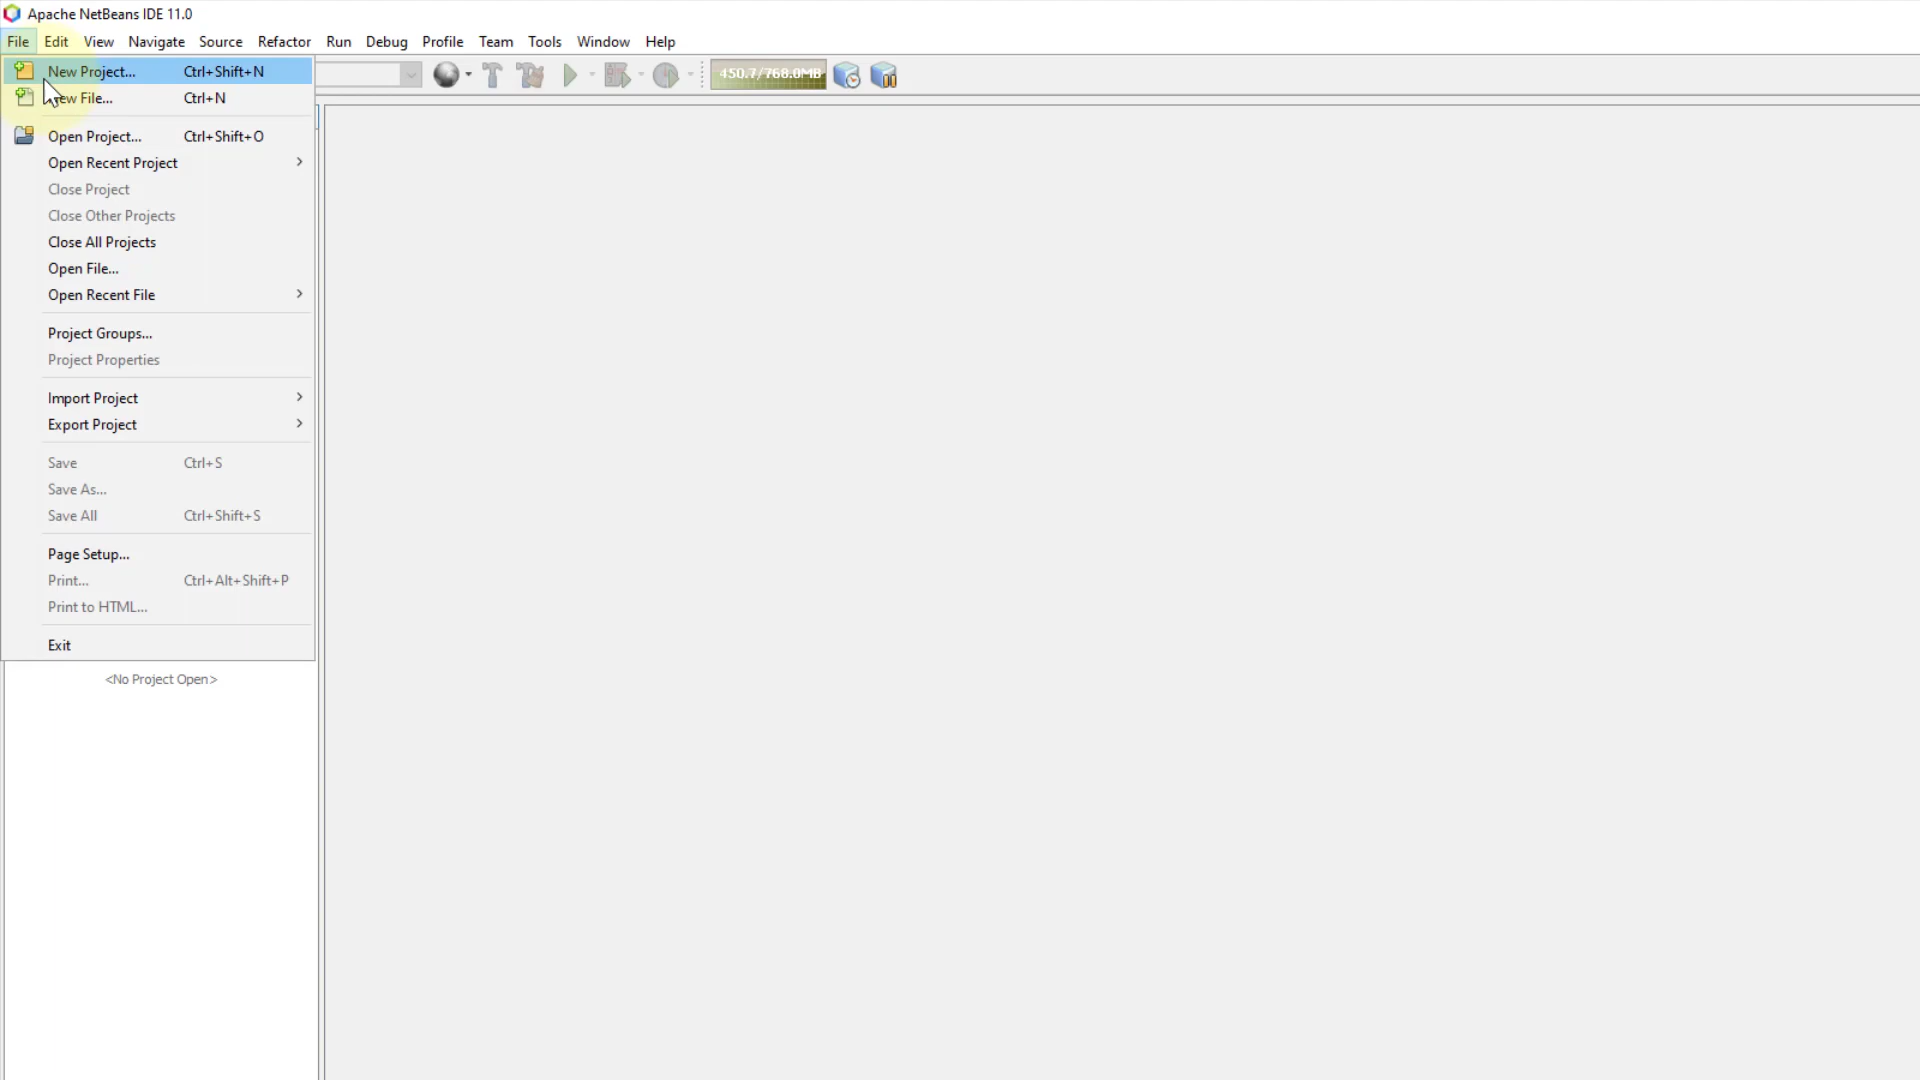 Apache NetBeans IDE 11.0
File Edit View Navigate Source Refactor Run Debug Profile Team Tools Window Help
New Project... Ctrl+Shift+N
450.7/768.0MB
New File... Ctrl+N
Open Project... Ctrl+Shift+O
Open Recent Project
Close Project
Close Other Projects
Close All Projects
Open File...
Open Recent File
Project Groups...
Project Properties
Import Project
Export Project
Save Ctrl+S
Save As...
Save All Ctrl+Shift+S
Page Setup...
Print... Ctrl+Alt+Shift+P
Print to HTML...
Exit
<No Project Open>